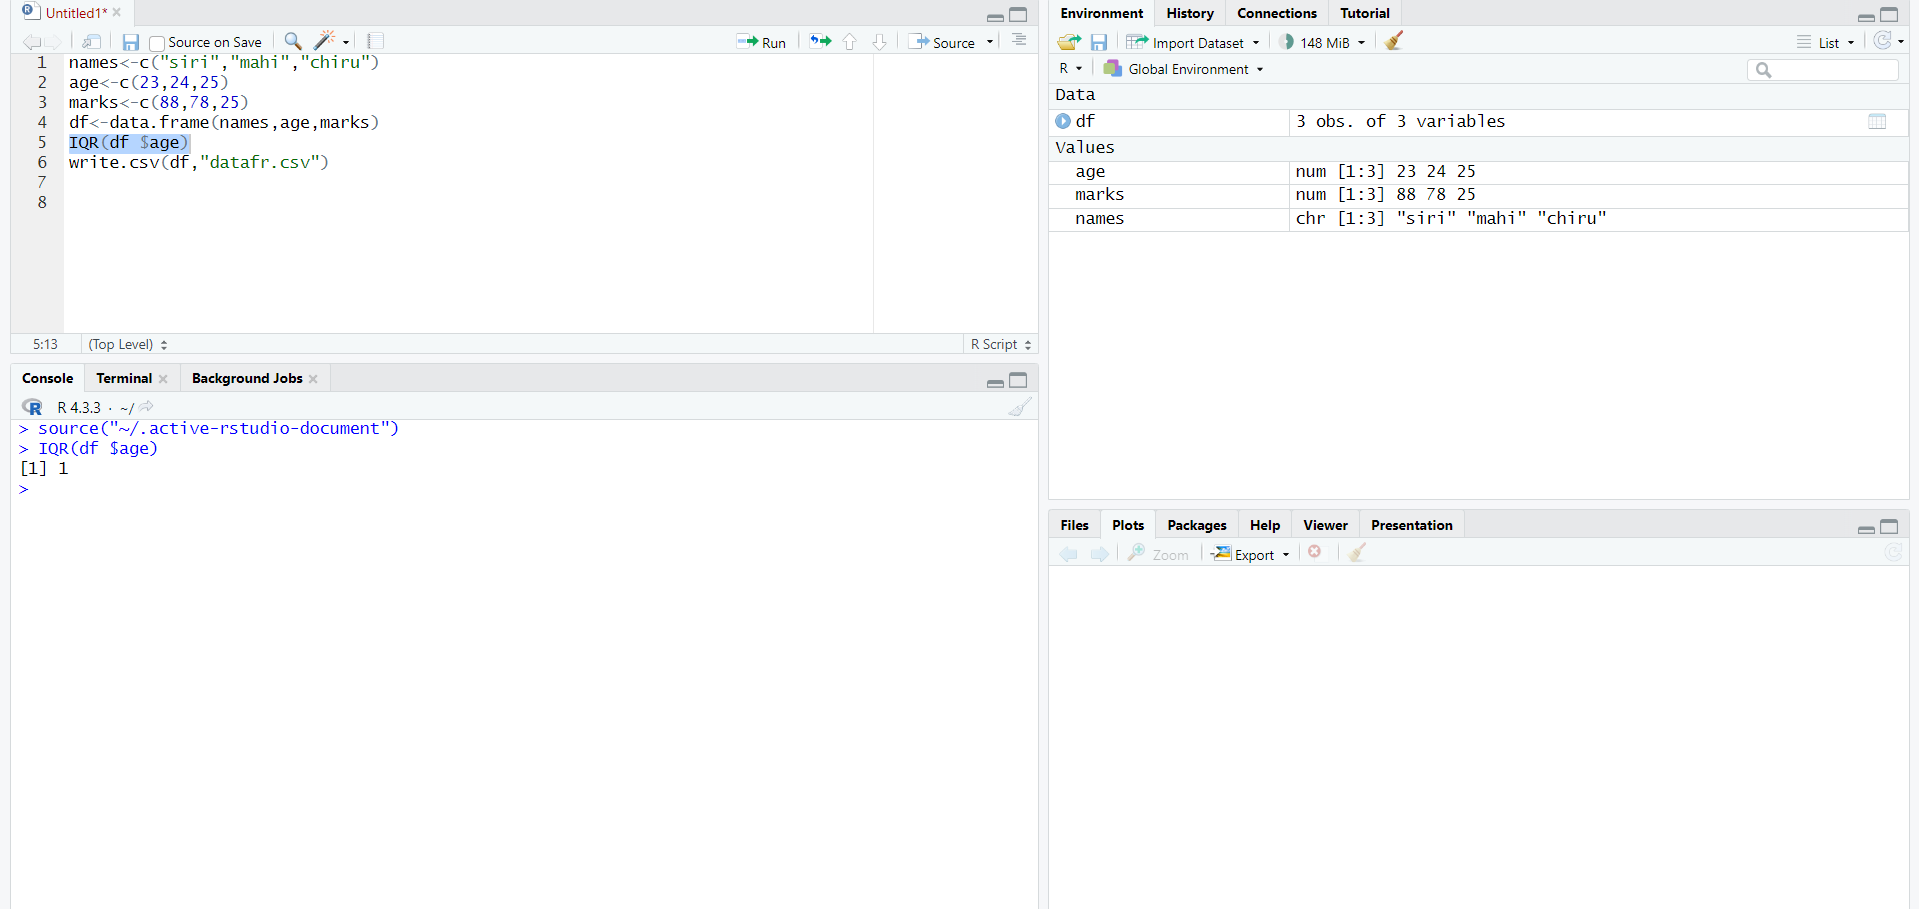 Untitled1*
Source on Save
Run
Source
1 names<-c("siri","mahi","chiru")
2 age<-c(23,24,25)
3 marks<-c(88,78,25)
4 df<-data.frame(names,age,marks)
5 IQR(df $age)
6 write.csv(df,"datafr.csv")
7
8
5:13 (Top Level) R Script
Console Terminal Background Jobs
R 4.3.3 · ~/
> source("~/.active-rstudio-document")
> IQR(df $age)
[1] 1
>
Environment History Connections Tutorial
Import Dataset 148 MiB List
R Global Environment
Data
df 3 obs. of 3 variables
Values
age num [1:3] 23 24 25
marks num [1:3] 88 78 25
names chr [1:3] "siri" "mahi" "chiru"
Files Plots Packages Help Viewer Presentation
Zoom Export